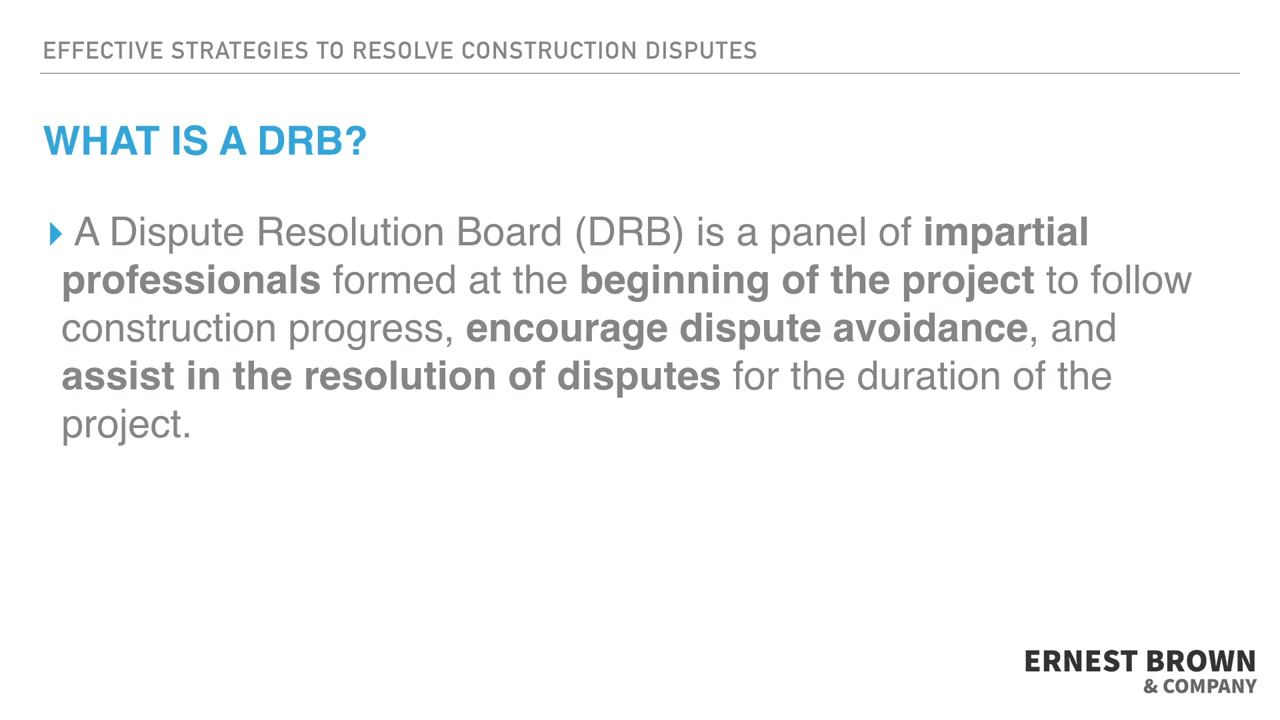 EFFECTIVE STRATEGIES TO RESOLVE CONSTRUCTION DISPUTES
WHAT IS A DRB?
A Dispute Resolution Board (DRB) is a panel of impartial
professionals formed at the beginning of the project to follow
construction progress, encourage dispute avoidance, and
assist in the resolution of disputes for the duration of the
project.
ERNEST BROWN
& COMPANY